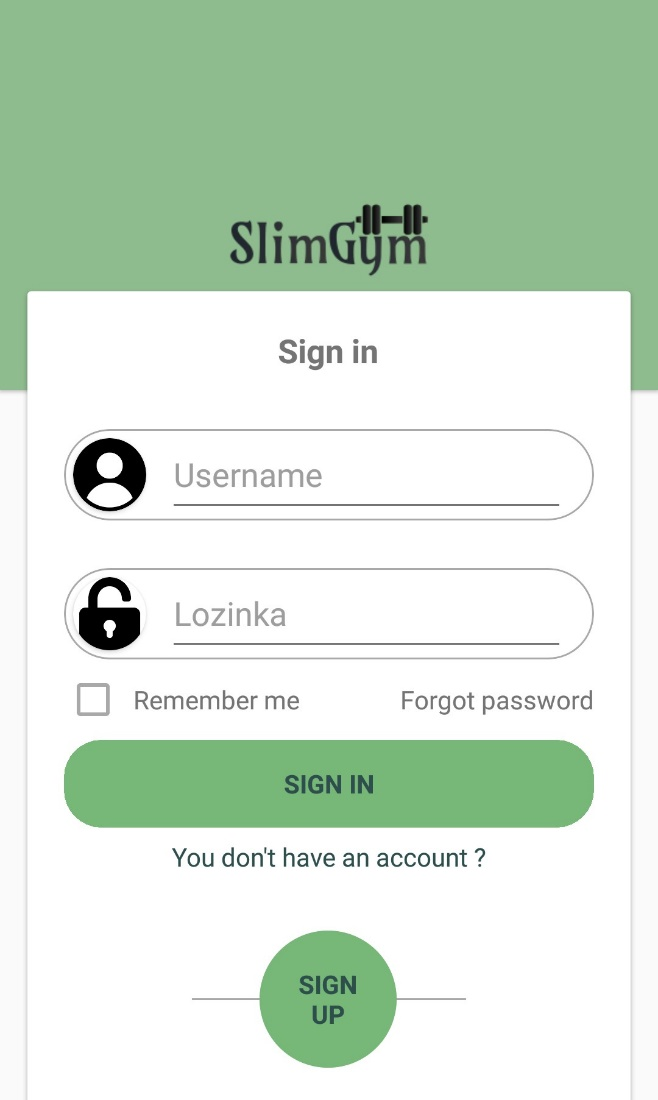 SlimGym
Sign in
Username
Lozinka
Remember me
Forgot password
SIGN IN
You don't have an account ?
SIGN
UP